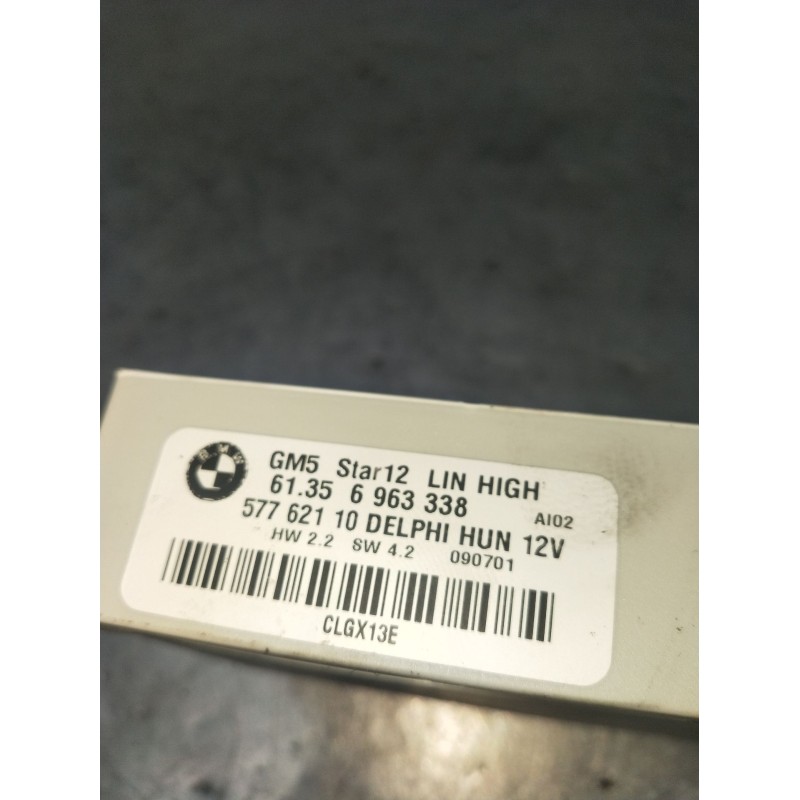 BMW
GM5 Star12 LIN HIGH
61.35 6 963 338 AI02
577 621 10 DELPHI HUN 12V
HW 2.2 SW 4.2 090701
CLGX13E